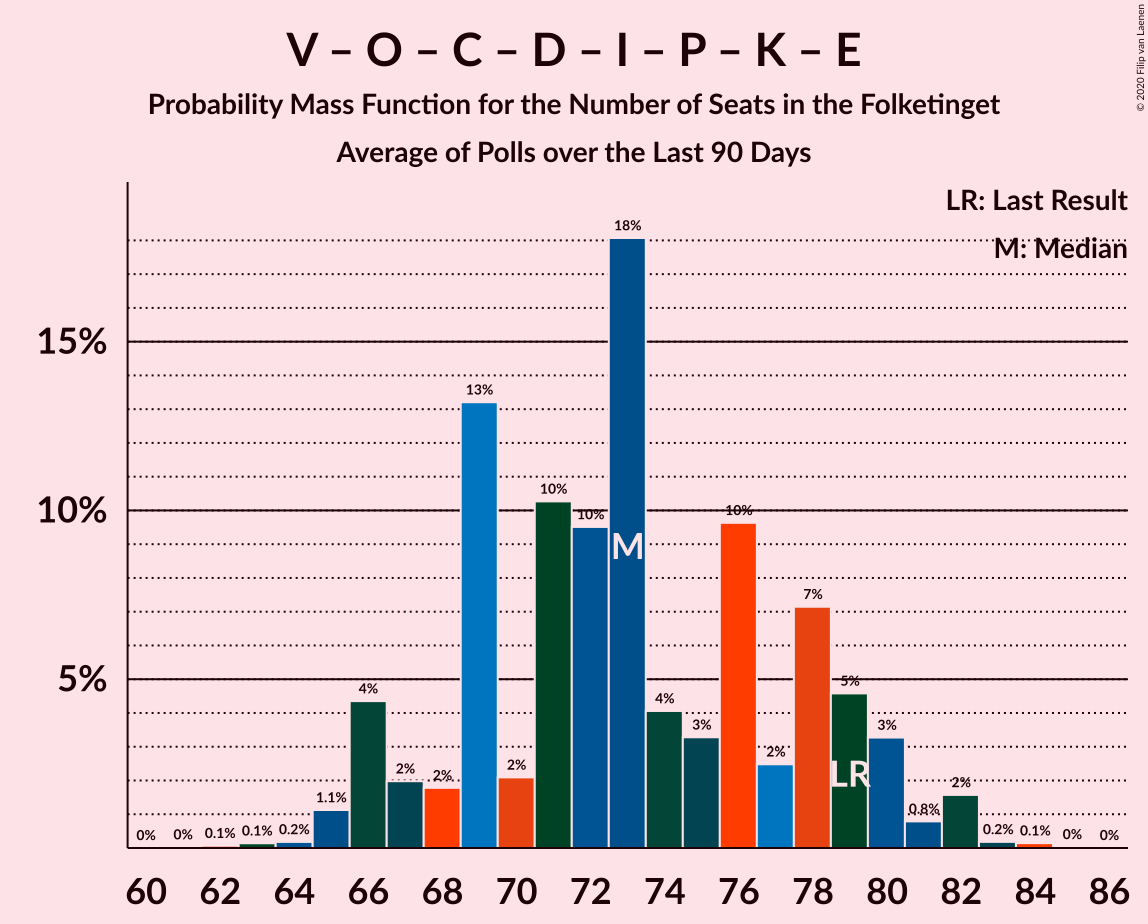 V – O – C – D – I – P – K – E
Probability Mass Function for the Number of Seats in the Folketinget
Average of Polls over the Last 90 Days
© 2020 Filip van Laenen
LR: Last Result
M: Median
15%
10%
5%
0% 0% 0.1% 0.1% 0.2% 1.1% 4% 2% 2% 13% 2% 10% 10% 18% 4% 3% 10% 2% 7% 5% 3% 0.8% 2% 0.2% 0.1% 0% 0%
M
LR
60 62 64 66 68 70 72 74 76 78 80 82 84 86